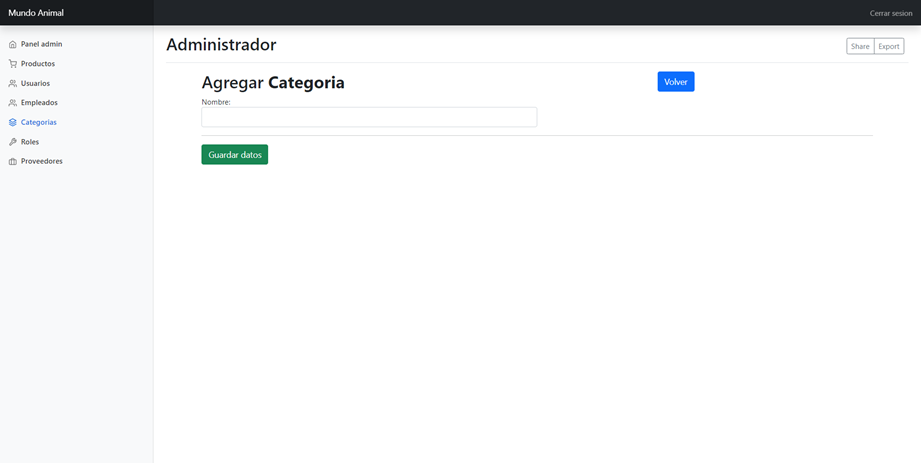 Mundo Animal
Cerrar sesion
Panel admin
Productos
Usuarios
Empleados
Categorías
Roles
Proveedores
Administrador
Share Export
Agregar Categoria
Volver
Nombre:
Guardar datos